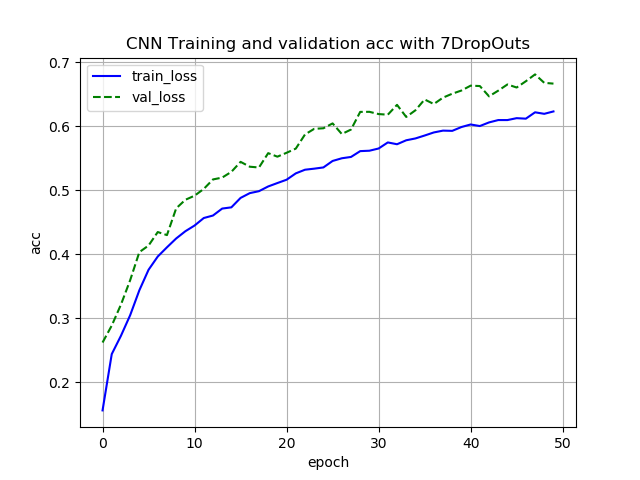 CNN Training and validation acc with 7DropOuts
train_loss
val_loss
0.7
0.6
0.5
0.4
0.3
0.2
acc
0 10 20 30 40 50
epoch